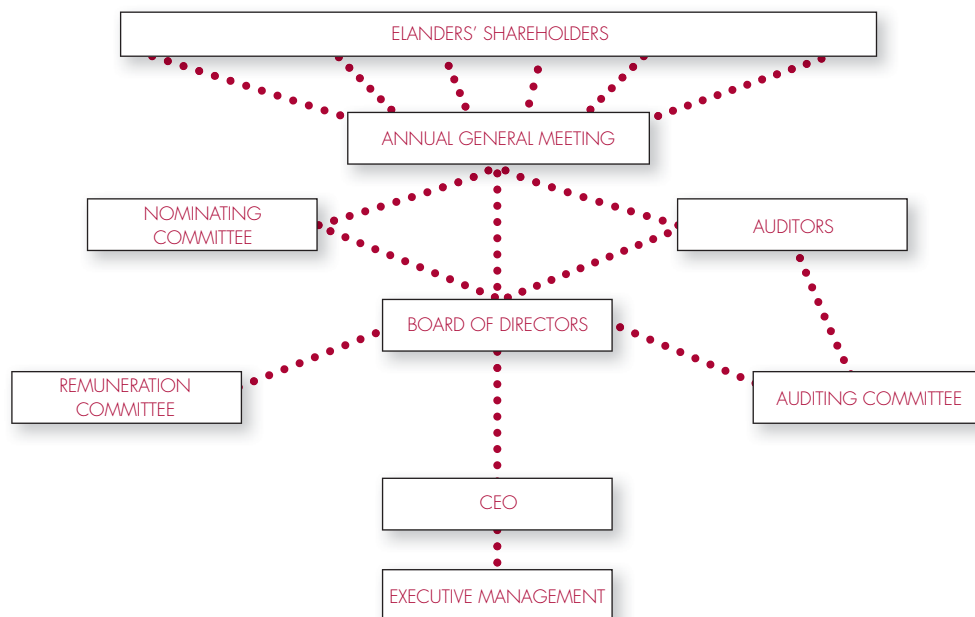 ELANDERS’ SHAREHOLDERS
ANNUAL GENERAL MEETING
NOMINATING
COMMITTEE
AUDITORS
BOARD OF DIRECTORS
REMUNERATION
COMMITTEE
AUDITING COMMITTEE
CEO
EXECUTIVE MANAGEMENT